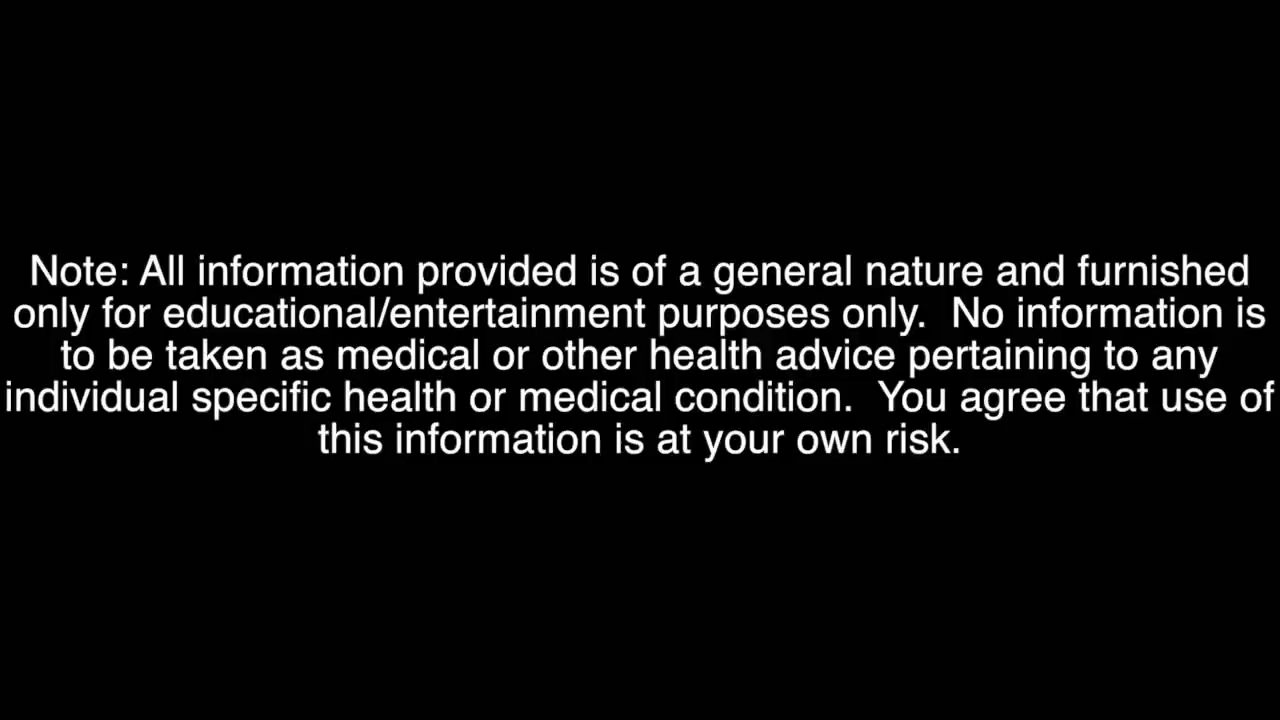 Note: All information provided is of a general nature and furnished
only for educational/entertainment purposes only.  No information is
to be taken as medical or other health advice pertaining to any
individual specific health or medical condition.  You agree that use of
this information is at your own risk.